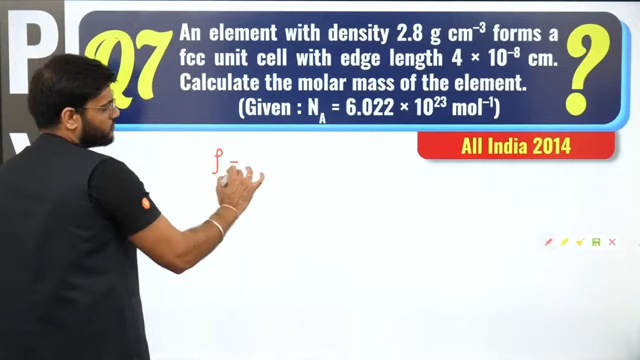 P
Q7
An element with density 2.8 g cm⁻³ forms a
fcc unit cell with edge length 4 × 10⁻⁸ cm.
Calculate the molar mass of the element.
(Given : N_A = 6.022 × 10²³ mol⁻¹)
?
All India 2014
ρ =